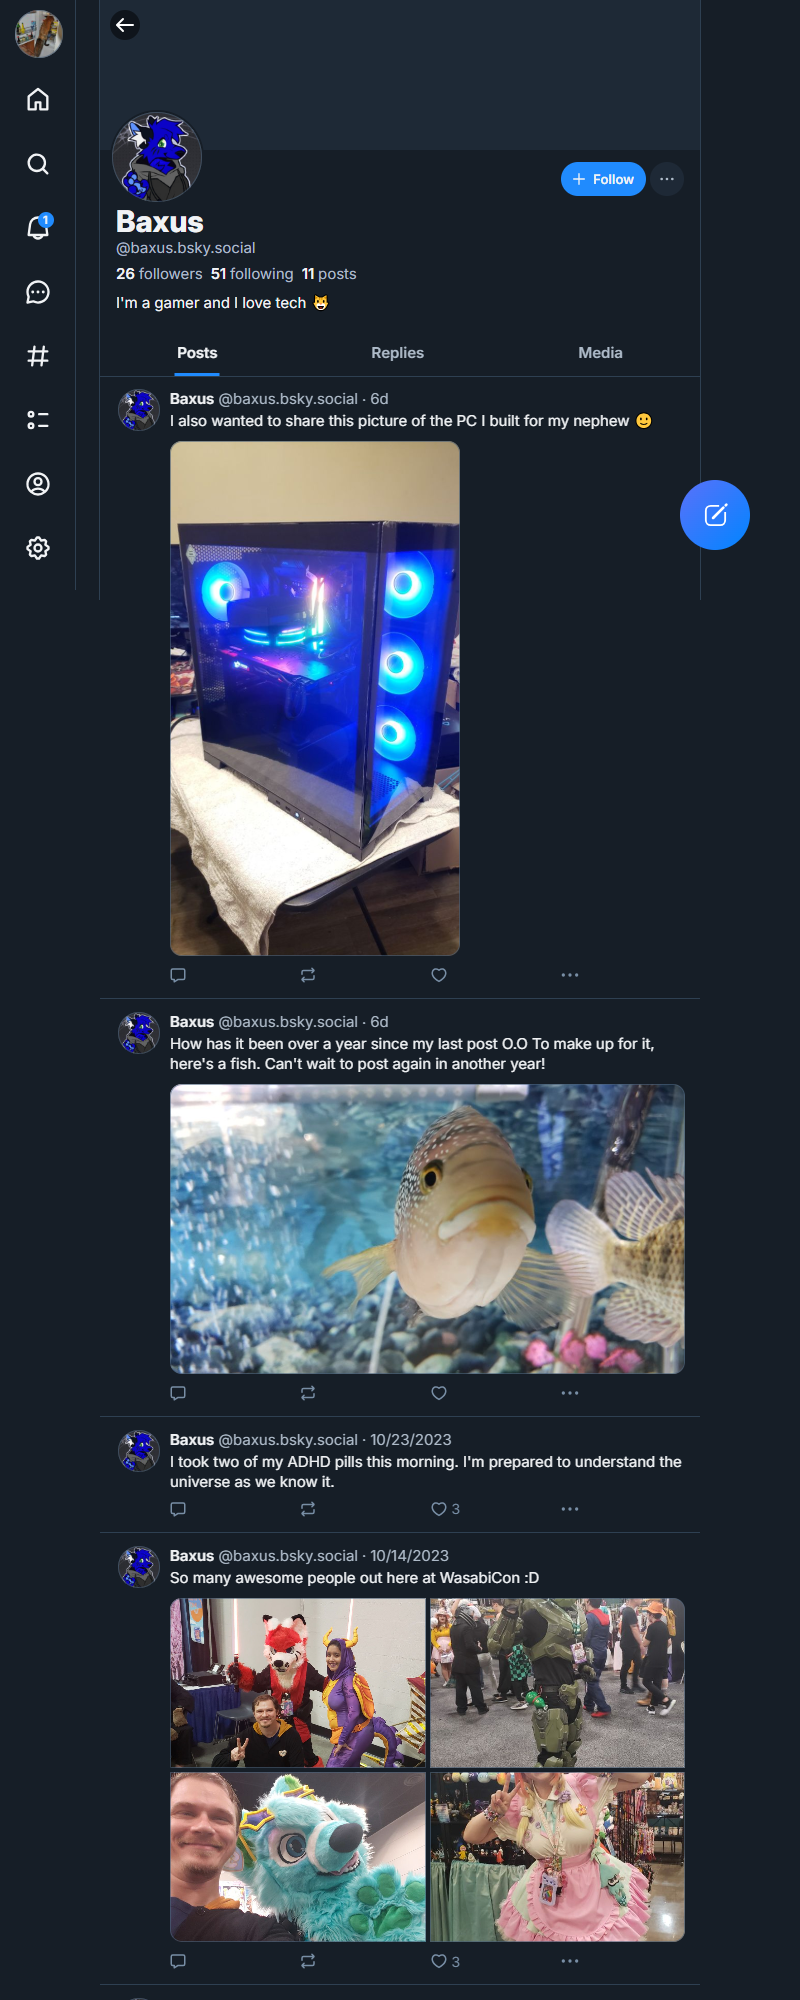 1
Follow
Baxus
@baxus.bsky.social
26 followers 51 following 11 posts
I'm a gamer and I love tech 😺
Posts Replies Media
Baxus @baxus.bsky.social · 6d
I also wanted to share this picture of the PC I built for my nephew 🙂
Baxus @baxus.bsky.social · 6d
How has it been over a year since my last post O.O To make up for it,
here's a fish. Can't wait to post again in another year!
Baxus @baxus.bsky.social · 10/23/2023
I took two of my ADHD pills this morning. I'm prepared to understand the
universe as we know it.
3
Baxus @baxus.bsky.social · 10/14/2023
So many awesome people out here at WasabiCon :D
3